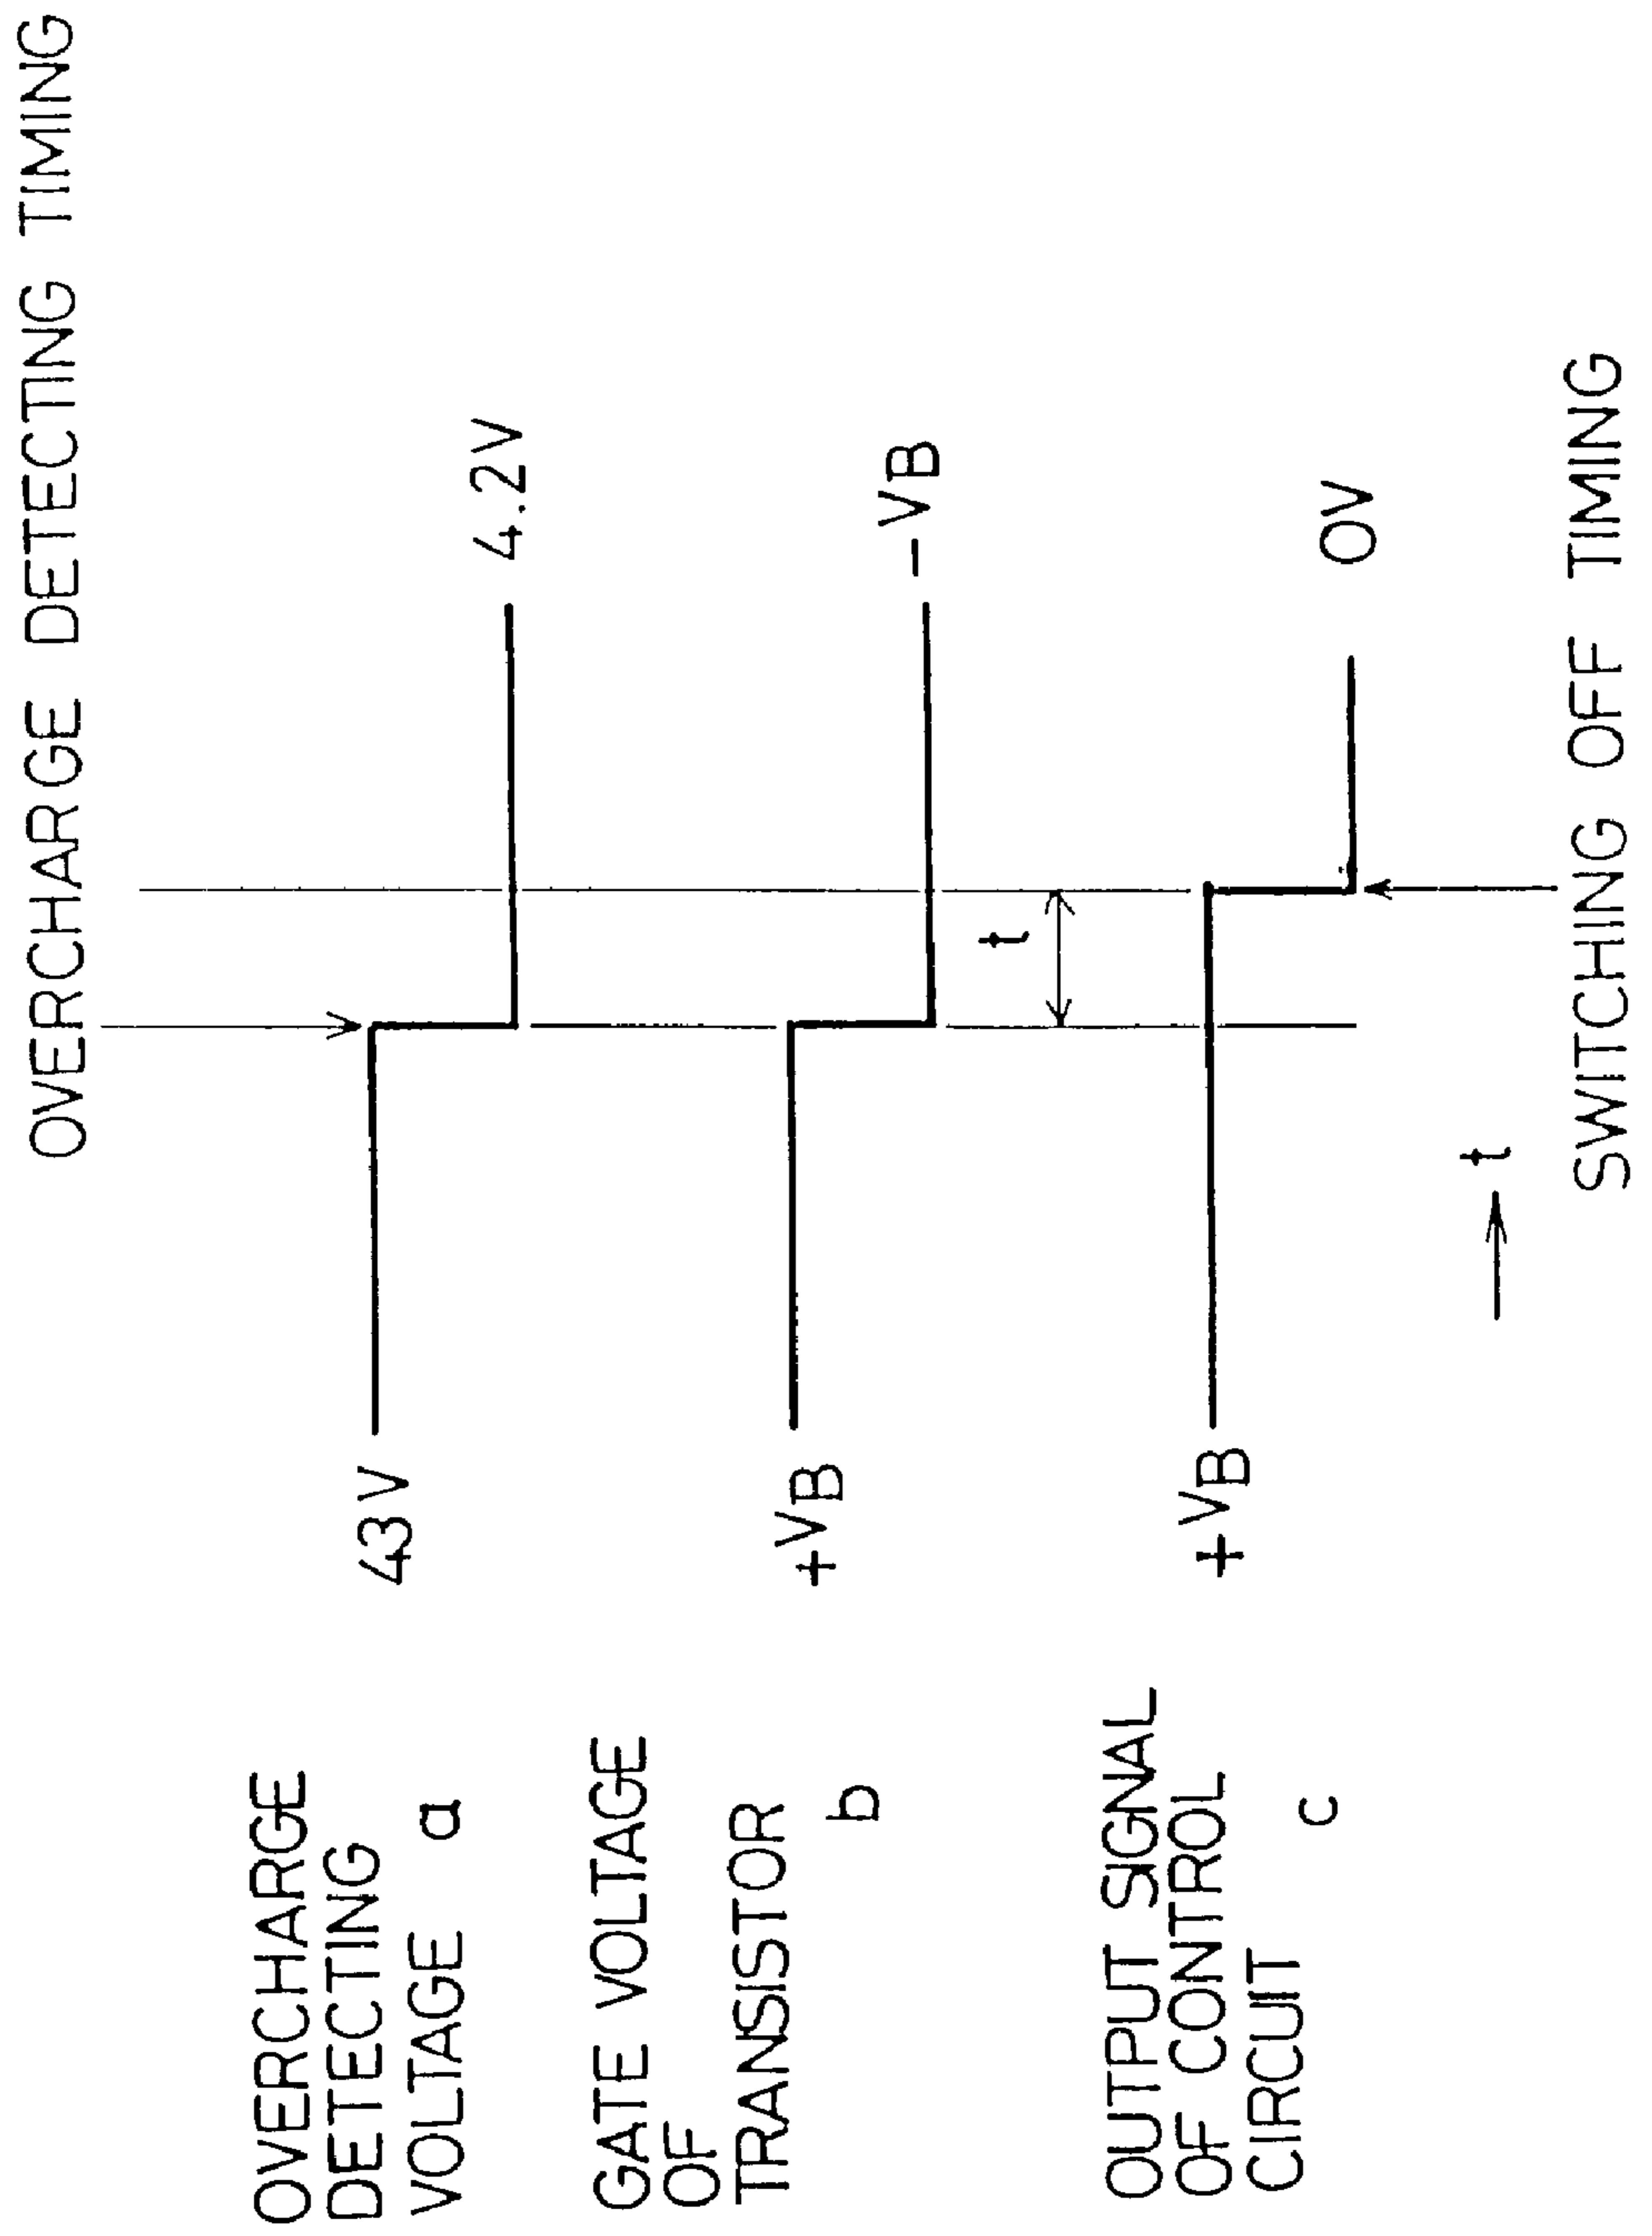 OVERCHARGE DETECTING TIMING
OVERCHARGE
DETECTING
VOLTAGE a
43V
4.2V
GATE VOLTAGE
OF
TRANSISTOR
b
+VB
-VB
t
OUTPUT SIGNAL
OF CONTROL
CIRCUIT
c
+VB
0V
t
SWITCHING OFF TIMING